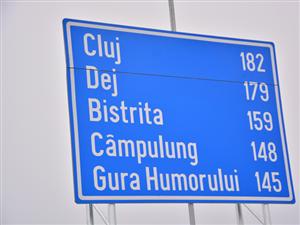 Cluj 182
Dej 179
Bistrita 159
Câmpulung 148
Gura Humorului 145